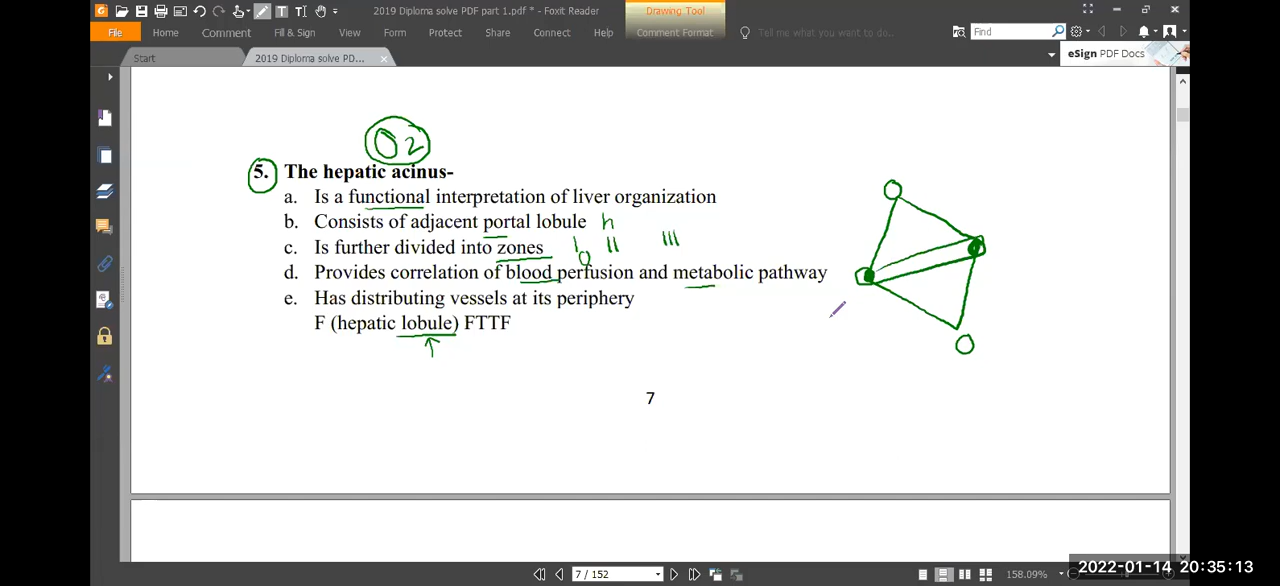 2019 Diploma solve PDF part 1.pdf * - Foxit Reader
Drawing Tool
File Home Comment Fill & Sign View Form Protect Share Connect Help Comment Format Tell me what you want to do... Find
Start 2019 Diploma solve PD... eSign PDF Docs
O2
5. The hepatic acinus-
a. Is a functional interpretation of liver organization
b. Consists of adjacent portal lobule h
c. Is further divided into zones I II III
d. Provides correlation of blood perfusion and metabolic pathway
e. Has distributing vessels at its periphery
F (hepatic lobule) FTTF
7
7 / 152 158.09%
2022-01-14 20:35:13